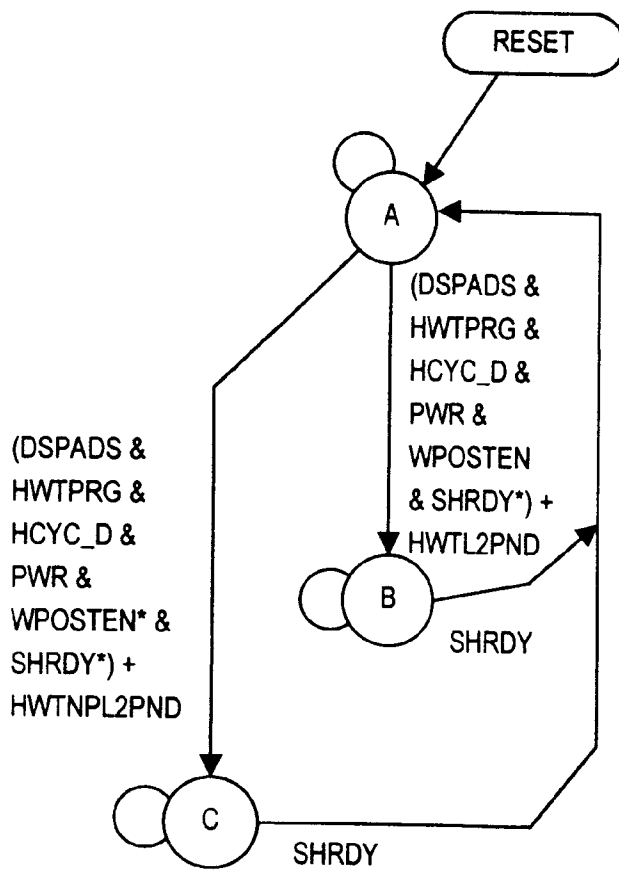 RESET
A
(DSPADS &
HWTPRG &
HCYC_D &
PWR &
WPOSTEN
& SHRDY*) +
HWTL2PND
(DSPADS &
HWTPRG &
HCYC_D &
PWR &
WPOSTEN* &
SHRDY*) +
HWTNPL2PND
B
SHRDY
C
SHRDY